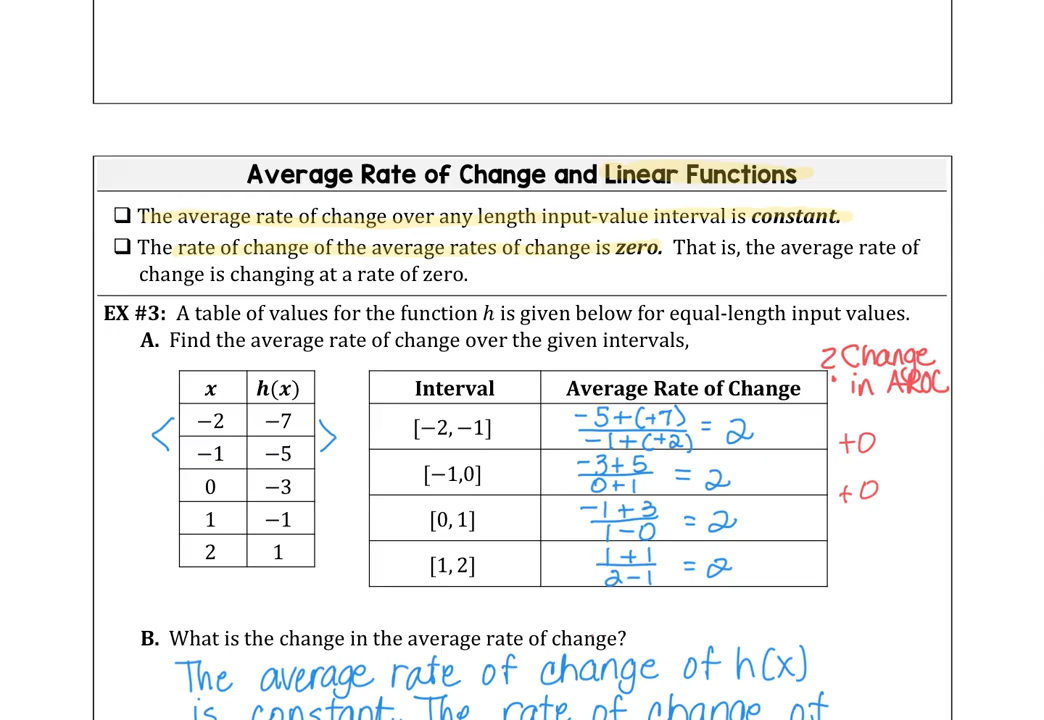 Average Rate of Change and Linear Functions
❑ The average rate of change over any length input-value interval is constant.
❑ The rate of change of the average rates of change is zero. That is, the average rate of
change is changing at a rate of zero.
EX #3: A table of values for the function h is given below for equal-length input values.
A. Find the average rate of change over the given intervals,
Change
in AROC
x h(x)
−2 −7
−1 −5
0 −3
1 −1
2 1
Interval Average Rate of Change
[−2, −1] -5+(+7) / -1+(+2) = 2
+0
[−1,0] -3+5 / 0+1 = 2
+0
[0, 1] -1+3 / 1-0 = 2
[1, 2] 1+1 / 2-1 = 2
B. What is the change in the average rate of change?
The average rate of change of h(x)
is constant. The rate of change of